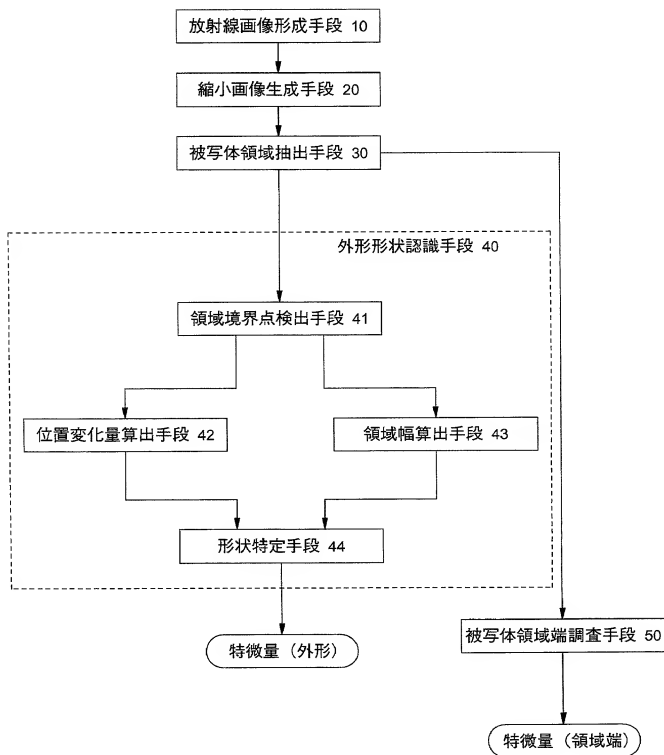 放射線画像形成手段 10
縮小画像生成手段 20
被写体領域抽出手段 30
外形形状認識手段 40
領域境界点検出手段 41
位置変化量算出手段 42
領域幅算出手段 43
形状特定手段 44
特徴量(外形)
被写体領域端調査手段 50
特徴量(領域端)